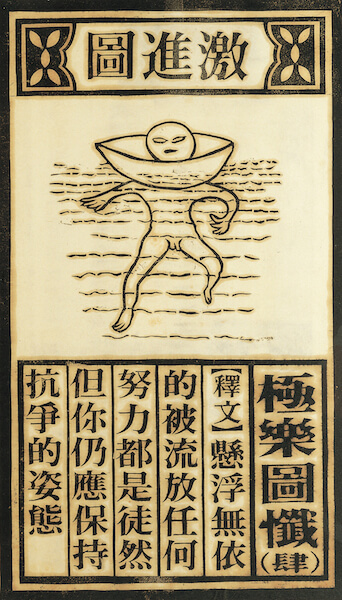 激進圖
極樂圖懺(肆)
【釋文】懸浮無依
的被流放任何
努力都是徒然
但你仍應保持
抗爭的姿態